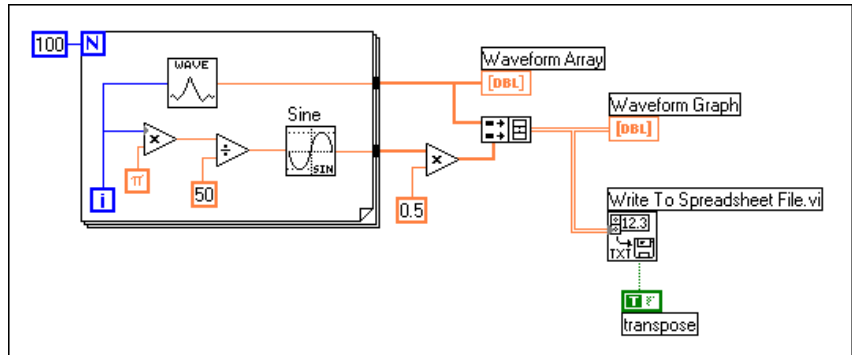 100
N
WAVE
Waveform Array
[DBL]
Waveform Graph
[DBL]
Sine
×
÷
SIN
×
π
50
i
0.5
Write To Spreadsheet File.vi
12.3
TXT
T F
transpose